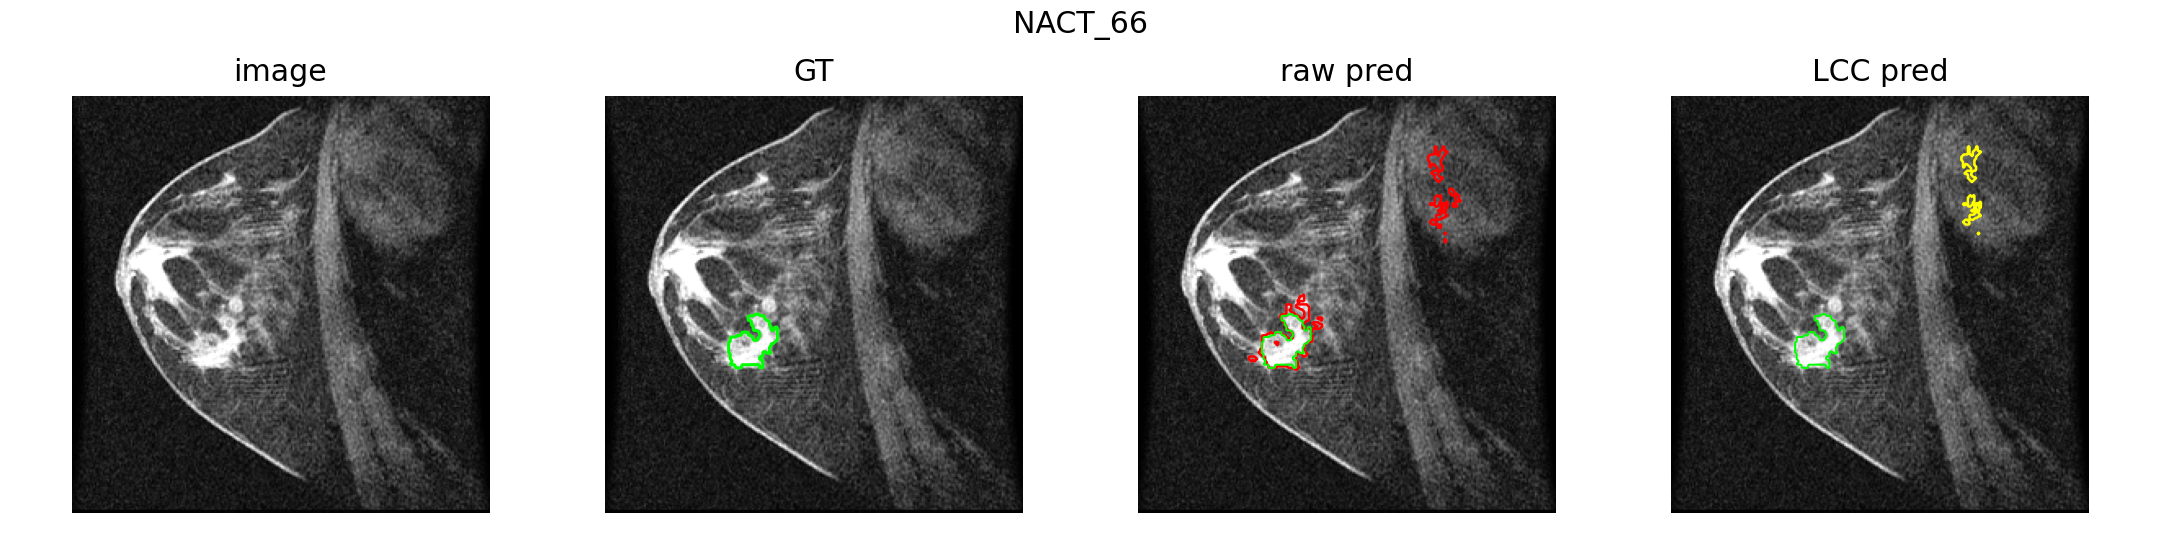 NACT_66
image
GT
raw pred
LCC pred